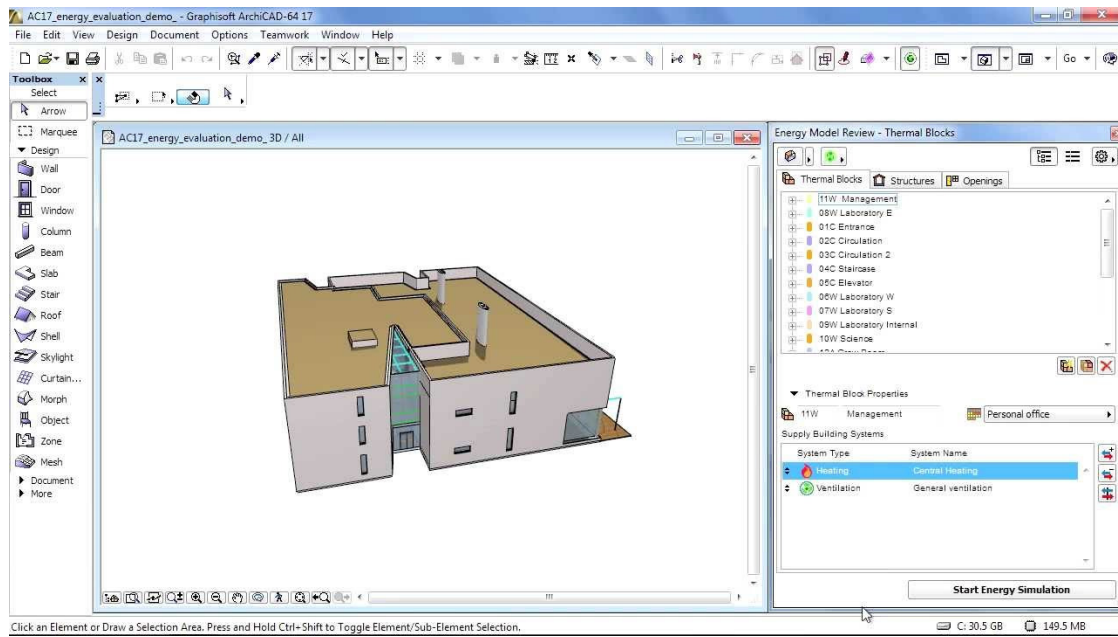 AC17_energy_evaluation_demo_ - Graphisoft ArchiCAD-64 17
File Edit View Design Document Options Teamwork Window Help
Go
Toolbox
Select
Arrow
Marquee
Design
Wall
Door
Window
Column
Beam
Slab
Stair
Roof
Shell
Skylight
Curtain...
Morph
Object
Zone
Mesh
Document
More
AC17_energy_evaluation_demo_ 3D / All
Energy Model Review - Thermal Blocks
Thermal Blocks Structures Openings
11W Management
08W Laboratory E
01C Entrance
02C Circulation
03C Circulation 2
04C Staircase
05C Elevator
06W Laboratory W
07W Laboratory S
09W Laboratory Internal
10W Science
Thermal Block Properties
11W Management Personal office
Supply Building Systems
System Type System Name
Heating Central Heating
Ventilation General ventilation
Start Energy Simulation
Click an Element or Draw a Selection Area. Press and Hold Ctrl+Shift to Toggle Element/Sub-Element Selection.
C: 30.5 GB 149.5 MB